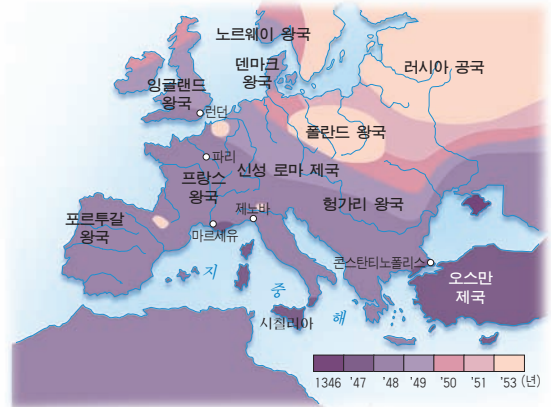 노르웨이 왕국
덴마크
왕국
러시아 공국
잉글랜드
왕국
런던
폴란드 왕국
파리
프랑스
왕국
신성 로마 제국
헝가리 왕국
포르투갈
왕국
제노바
마르세유
콘스탄티노폴리스
오스만
제국
지
중
해
시칠리아
1346 '47 '48 '49 '50 '51 '53 (년)